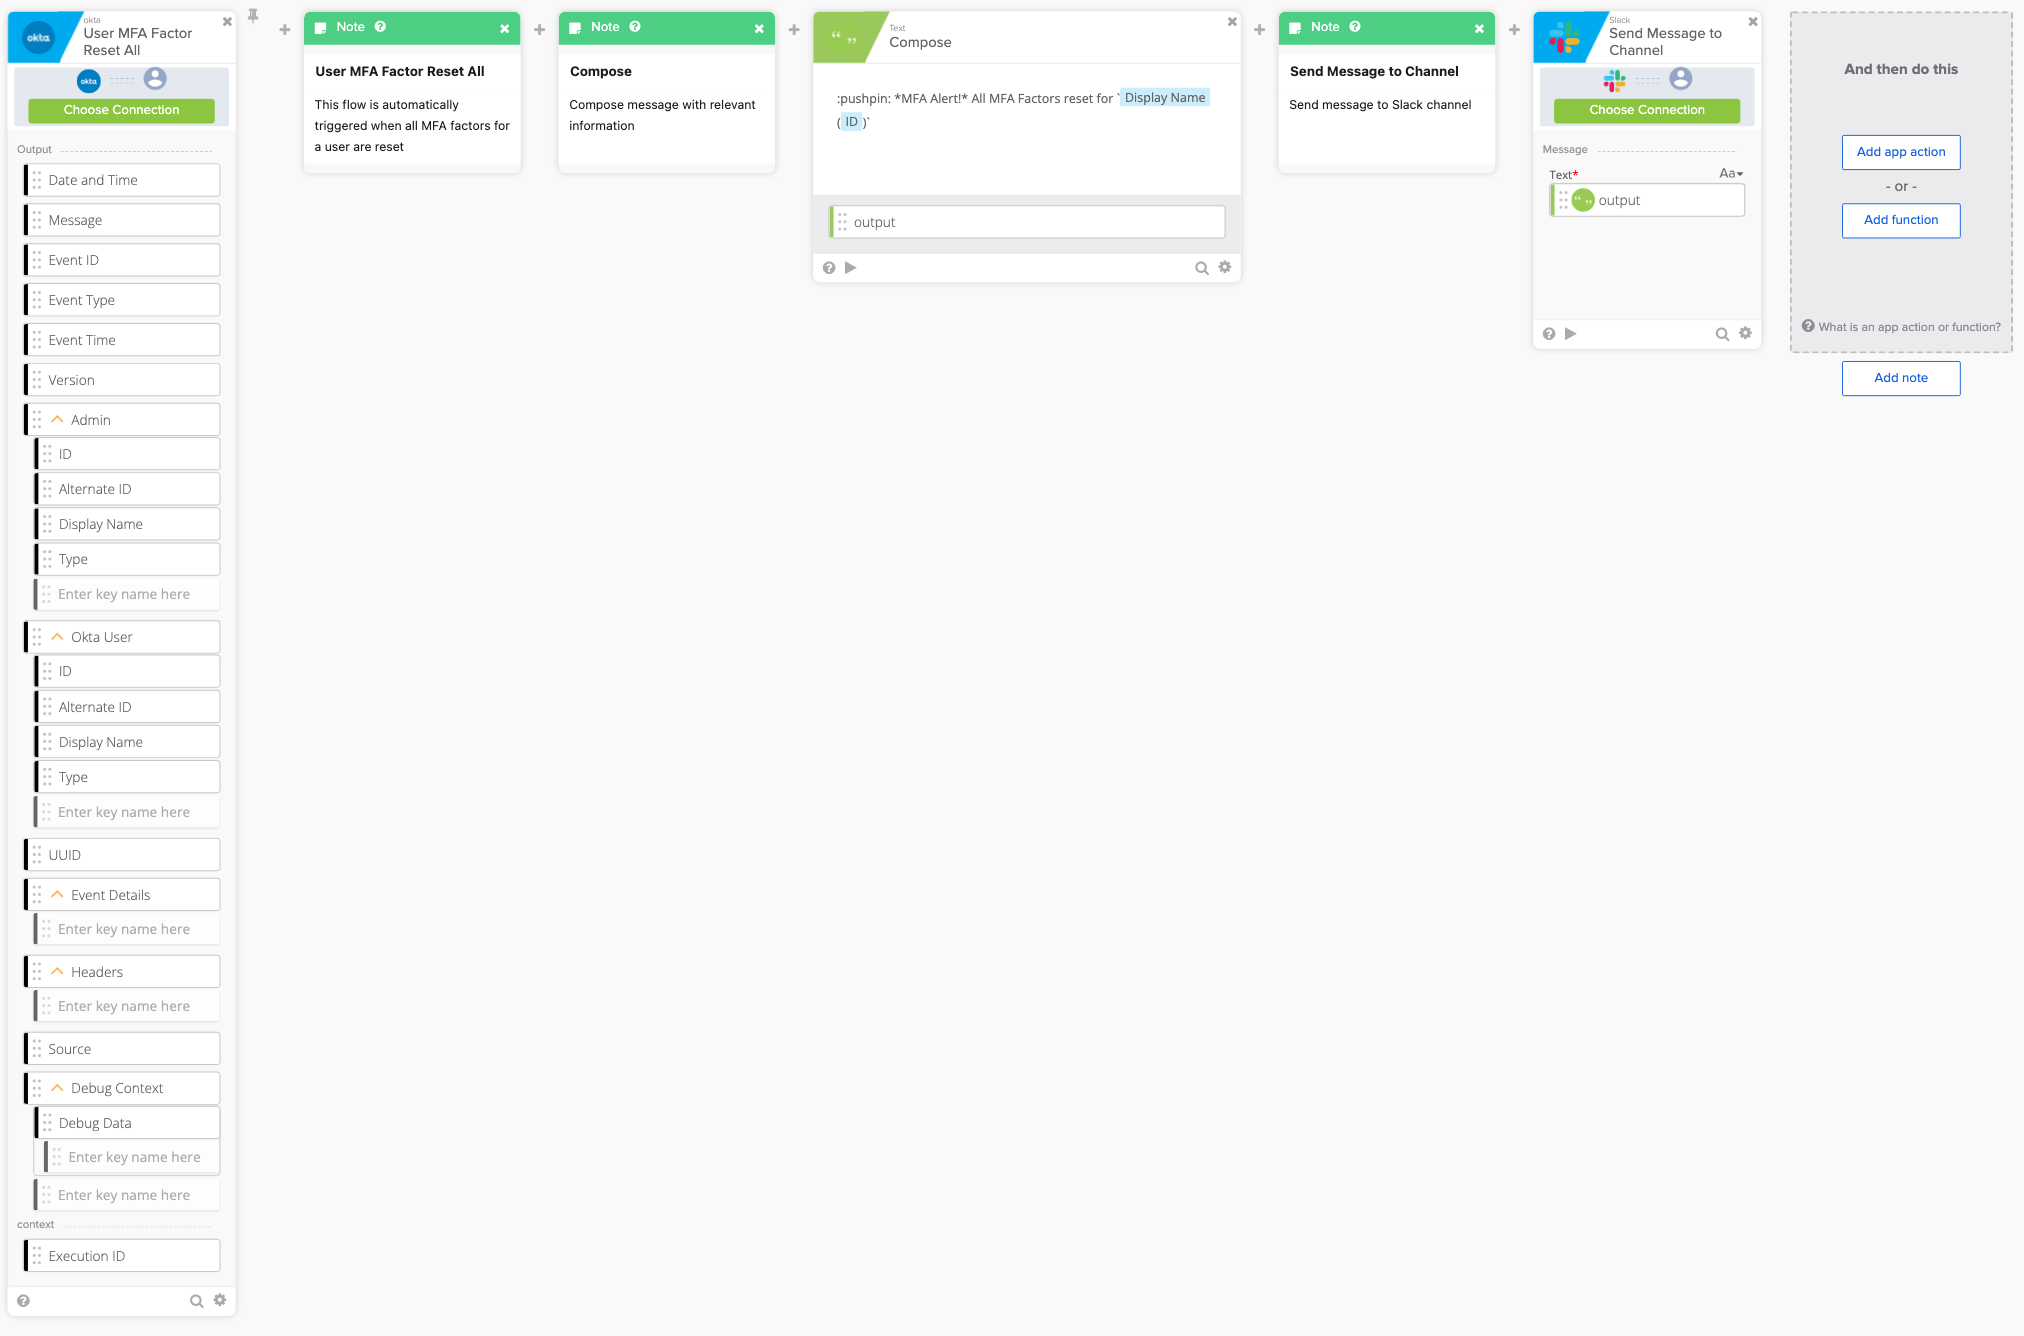 okta
okta
User MFA Factor
Reset All
okta
Choose Connection
Output
Date and Time
Message
Event ID
Event Type
Event Time
Version
Admin
ID
Alternate ID
Display Name
Type
Enter key name here
Okta User
ID
Alternate ID
Display Name
Type
Enter key name here
UUID
Event Details
Enter key name here
Headers
Enter key name here
Source
Debug Context
Debug Data
Enter key name here
Enter key name here
context
Execution ID
Note
User MFA Factor Reset All
This flow is automatically
triggered when all MFA factors for
a user are reset
Note
Compose
Compose message with relevant
information
Text
Compose
:pushpin: *MFA Alert!* All MFA Factors reset for `Display Name
(ID)`
output
Note
Send Message to Channel
Send message to Slack channel
Slack
Send Message to
Channel
Choose Connection
Message
Text*
Aa
output
And then do this
Add app action
- or -
Add function
What is an app action or function?
Add note